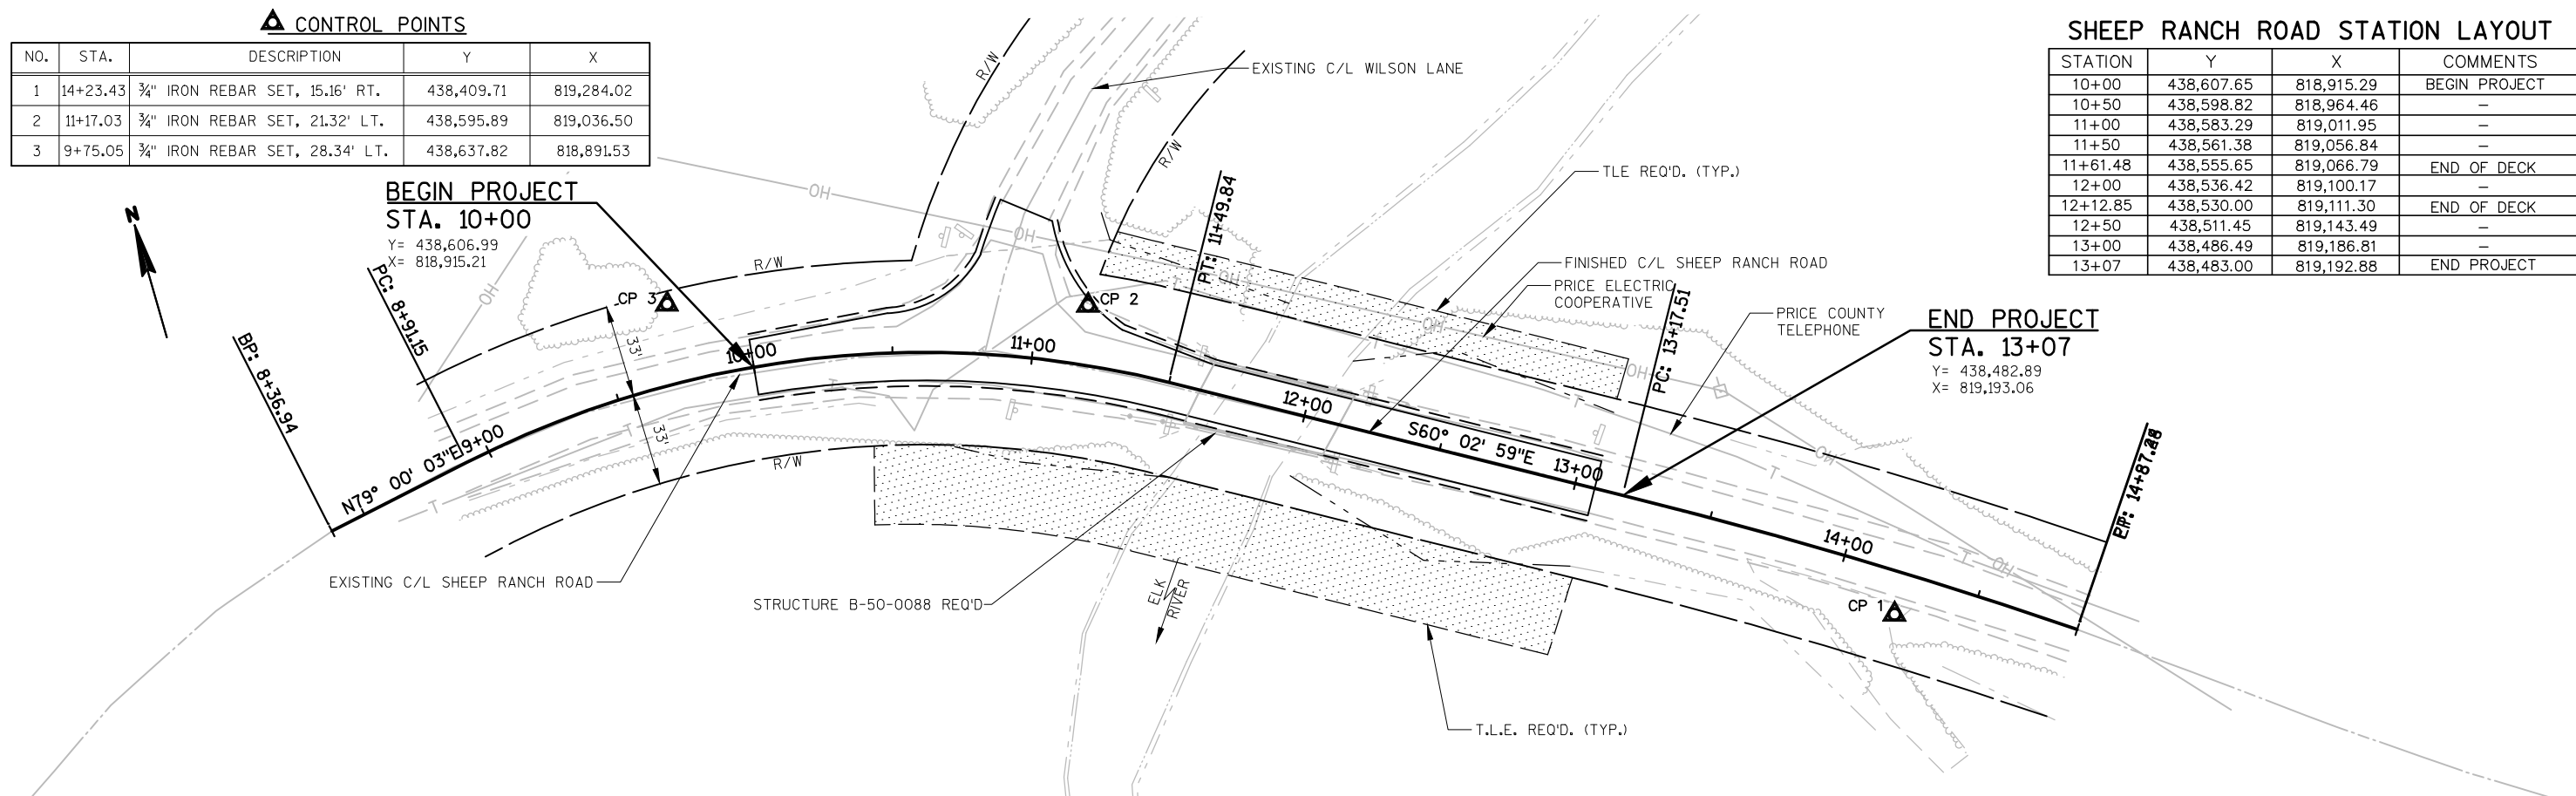 CONTROL POINTS
NO. STA. DESCRIPTION Y X
1 14+23.43 ¾" IRON REBAR SET, 15.16' RT. 438,409.71 819,284.02
2 11+17.03 ¾" IRON REBAR SET, 21.32' LT. 438,595.89 819,036.50
3 9+75.05 ¾" IRON REBAR SET, 28.34' LT. 438,637.82 818,891.53
SHEEP RANCH ROAD STATION LAYOUT
STATION Y X COMMENTS
10+00 438,607.65 818,915.29 BEGIN PROJECT
10+50 438,598.82 818,964.46 -
11+00 438,583.29 819,011.95 -
11+50 438,561.38 819,056.84 -
11+61.48 438,555.65 819,066.79 END OF DECK
12+00 438,536.42 819,100.17 -
12+12.85 438,530.00 819,111.30 END OF DECK
12+50 438,511.45 819,143.49 -
13+00 438,486.49 819,186.81 -
13+07 438,483.00 819,192.88 END PROJECT
N
BEGIN PROJECT
STA. 10+00
Y= 438,606.99
X= 818,915.21
R/W
EXISTING C/L WILSON LANE
R/W
OH
OH
OH
OH
R/W
TLE REQ'D. (TYP.)
PT: 11+49.84
FINISHED C/L SHEEP RANCH ROAD
PRICE ELECTRIC
COOPERATIVE
PC: 13+17.51
PRICE COUNTY
TELEPHONE
END PROJECT
STA. 13+07
Y= 438,482.89
X= 819,193.06
BP: 8+36.94
PC: 8+91.15
CP 3
CP 2
33'
33'
10+00
11+00
12+00
S60° 02' 59"E
13+00
14+00
N79° 00' 03"E
9+00
T
T
T
T
T
T
T
OH
OH
OH
OH
R/W
EXISTING C/L SHEEP RANCH ROAD
STRUCTURE B-50-0088 REQ'D
ELK
RIVER
T.L.E. REQ'D. (TYP.)
CP 1